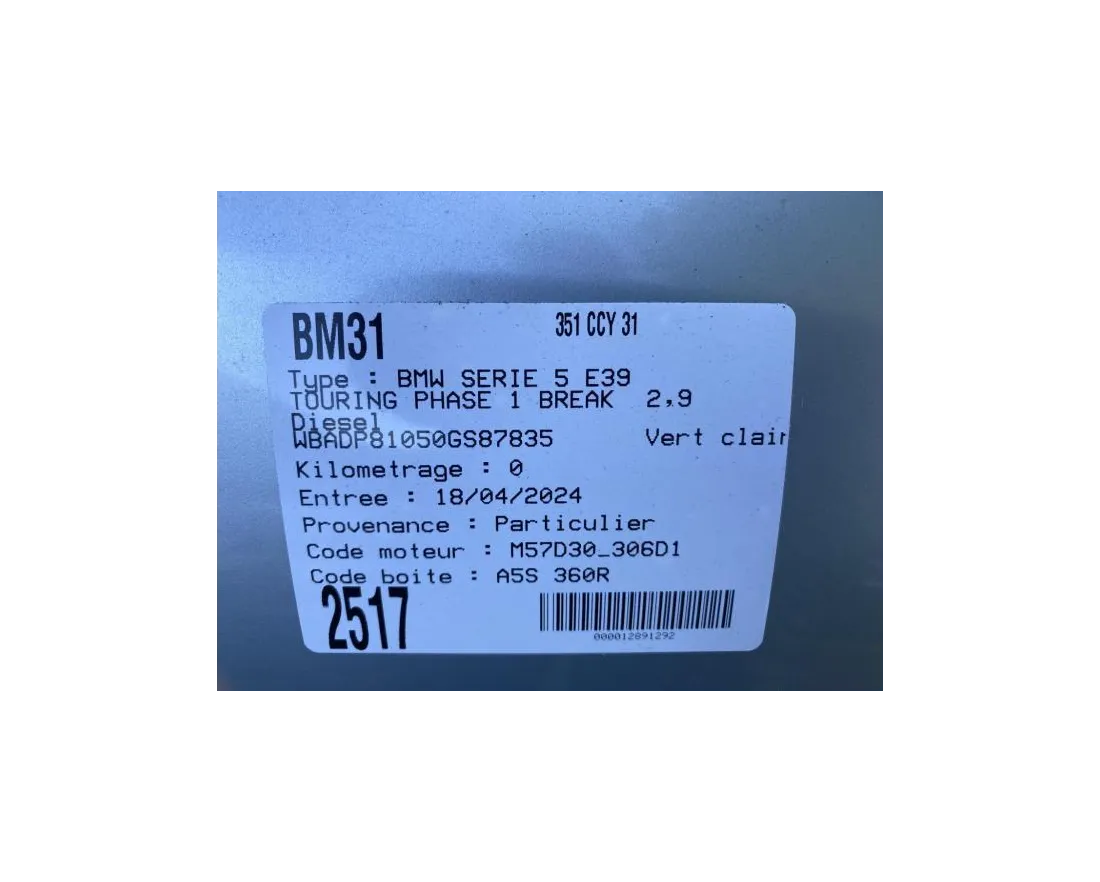 BM31 351 CCY 31
Type : BMW SERIE 5 E39
TOURING PHASE 1 BREAK 2,9
Diesel
WBADP81050GS87835 Vert clair
Kilometrage : 0
Entree : 18/04/2024
Provenance : Particulier
Code moteur : M57D30_306D1
Code boite : A5S 360R
2517
000012891292